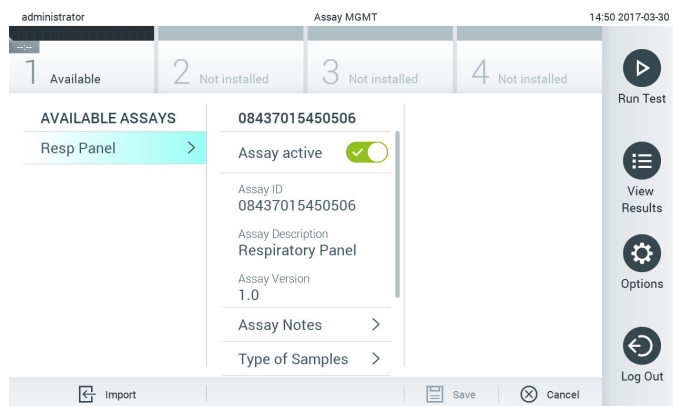 administrator Assay MGMT 14:50 2017-03-30
--:--
1 Available 2 Not installed 3 Not installed 4 Not installed
Run Test
AVAILABLE ASSAYS
Resp Panel
08437015450506
Assay active
Assay ID
08437015450506
Assay Description
Respiratory Panel
Assay Version
1.0
Assay Notes
Type of Samples
View
Results
Options
Log Out
Import Save Cancel